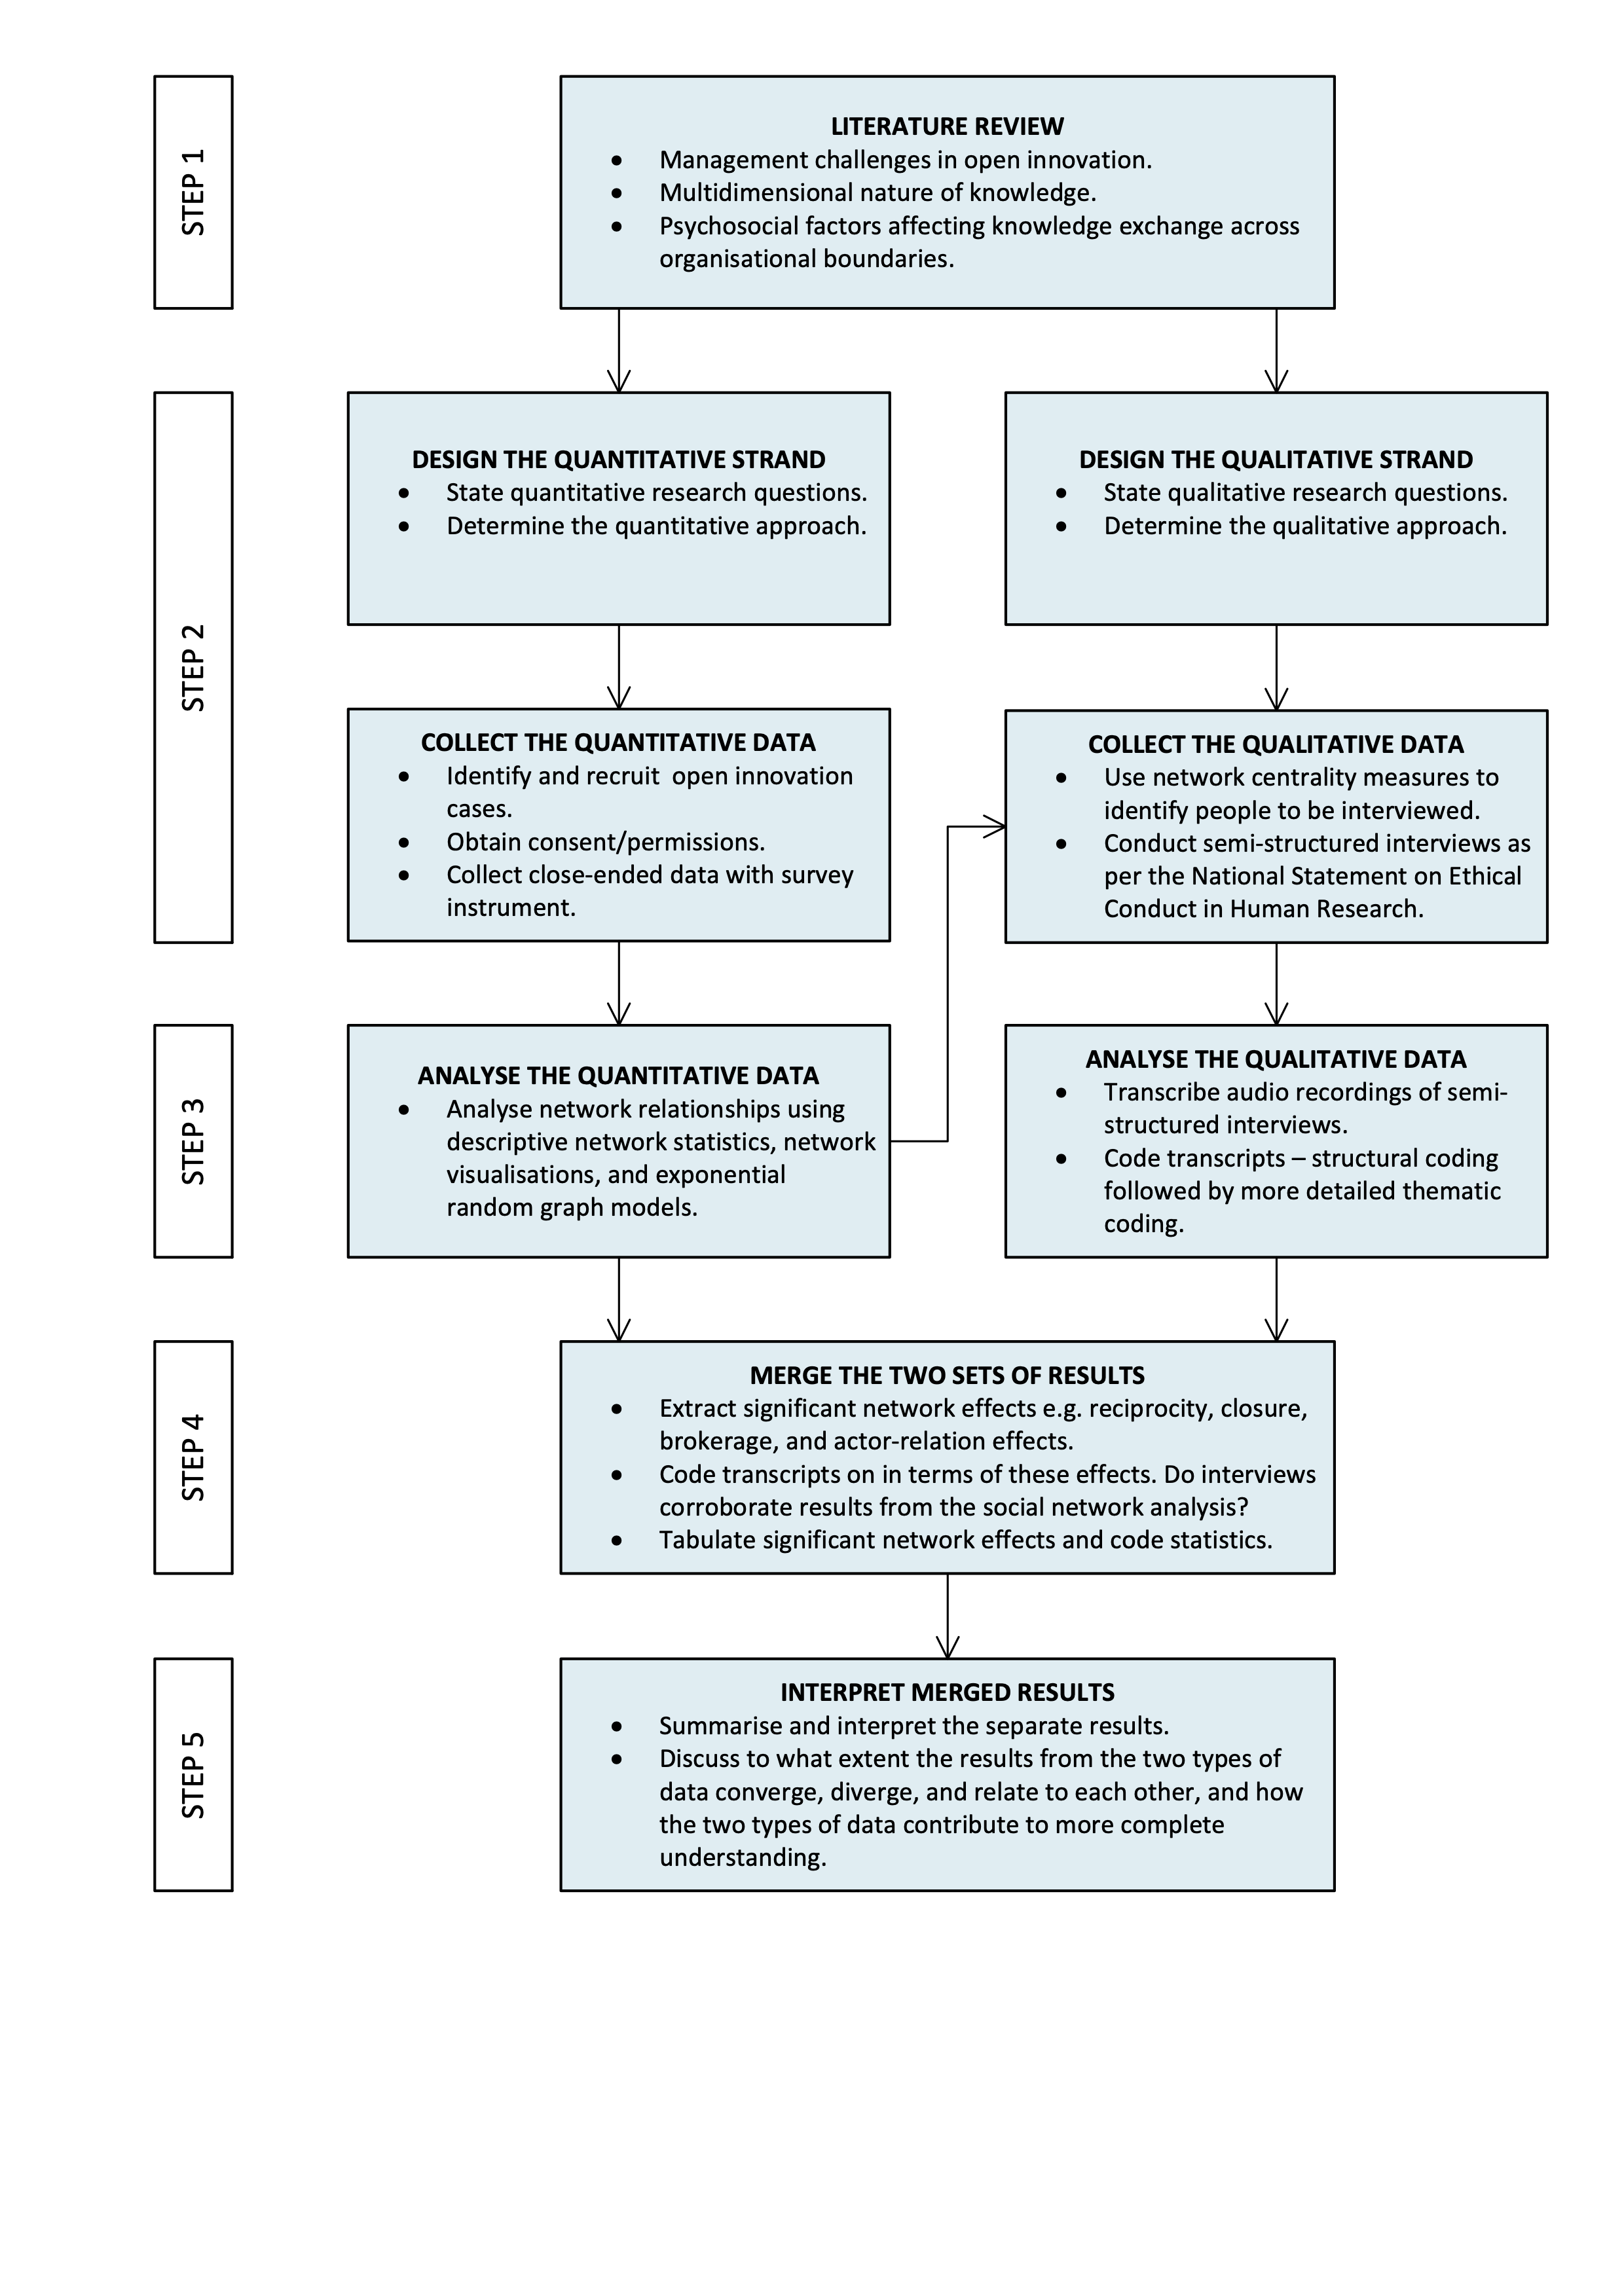 STEP 1
LITERATURE REVIEW
• Management challenges in open innovation.
• Multidimensional nature of knowledge.
• Psychosocial factors affecting knowledge exchange across
organisational boundaries.
STEP 2
DESIGN THE QUANTITATIVE STRAND
• State quantitative research questions.
• Determine the quantitative approach.
DESIGN THE QUALITATIVE STRAND
• State qualitative research questions.
• Determine the qualitative approach.
COLLECT THE QUANTITATIVE DATA
• Identify and recruit  open innovation
cases.
• Obtain consent/permissions.
• Collect close-ended data with survey
instrument.
COLLECT THE QUALITATIVE DATA
• Use network centrality measures to
identify people to be interviewed.
• Conduct semi-structured interviews as
per the National Statement on Ethical
Conduct in Human Research.
STEP 3
ANALYSE THE QUANTITATIVE DATA
• Analyse network relationships using
descriptive network statistics, network
visualisations, and exponential
random graph models.
ANALYSE THE QUALITATIVE DATA
• Transcribe audio recordings of semi-
structured interviews.
• Code transcripts – structural coding
followed by more detailed thematic
coding.
STEP 4
MERGE THE TWO SETS OF RESULTS
• Extract significant network effects e.g. reciprocity, closure,
brokerage, and actor-relation effects.
• Code transcripts on in terms of these effects. Do interviews
corroborate results from the social network analysis?
• Tabulate significant network effects and code statistics.
STEP 5
INTERPRET MERGED RESULTS
• Summarise and interpret the separate results.
• Discuss to what extent the results from the two types of
data converge, diverge, and relate to each other, and how
the two types of data contribute to more complete
understanding.